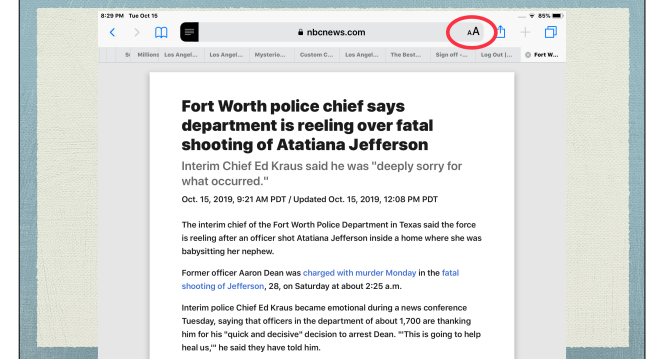 8:29 PM Tue Oct 15 85%
nbcnews.com AA
Millions Los Angel... Los Angel... Mysterio... Custom C... Los Angel... The Best... Sign off -... Log Out |... Fort W...
Fort Worth police chief says
department is reeling over fatal
shooting of Atatiana Jefferson
Interim Chief Ed Kraus said he was "deeply sorry for
what occurred."
Oct. 15, 2019, 9:21 AM PDT / Updated Oct. 15, 2019, 12:08 PM PDT
The interim chief of the Fort Worth Police Department in Texas said the force
is reeling after an officer shot Atatiana Jefferson inside a home where she was
babysitting her nephew.
Former officer Aaron Dean was charged with murder Monday in the fatal
shooting of Jefferson, 28, on Saturday at about 2:25 a.m.
Interim police Chief Ed Kraus became emotional during a news conference
Tuesday, saying that officers in the department of about 1,700 are thanking
him for his "quick and decisive" decision to arrest Dean. "'This is going to help
heal us,'" he said they have told him.